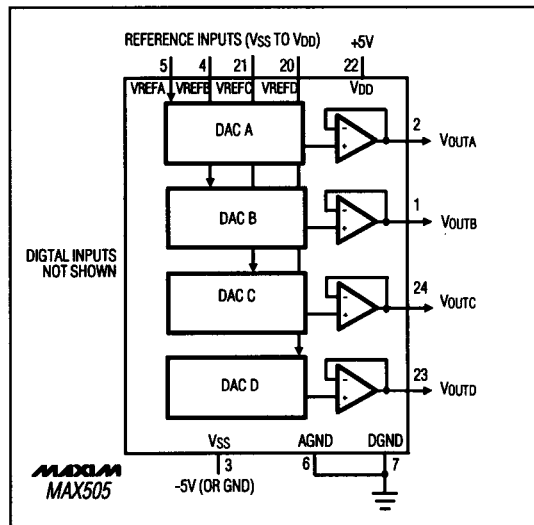 REFERENCE INPUTS (VSS TO VDD) +5V
5 4 21 20 22
VREFA VREFB VREFC VREFD VDD
DAC A
2
VOUTA
DAC B
1
VOUTB
DIGTAL INPUTS
NOT SHOWN
DAC C
24
VOUTC
DAC D
23
VOUTD
VSS AGND DGND
3 6 7
-5V (OR GND)
MAXIM
MAX505